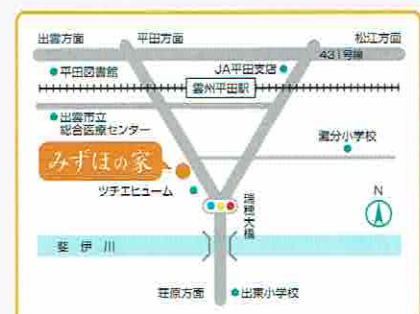 出雲方面
平田方面
松江方面
431号線
平田図書館
JA平田支店
雲州平田駅
出雲市立
総合医療センター
灘分小学校
みずほの家
ツチエヒューム
瑞穂大橋
N
斐伊川
荘原方面
出東小学校